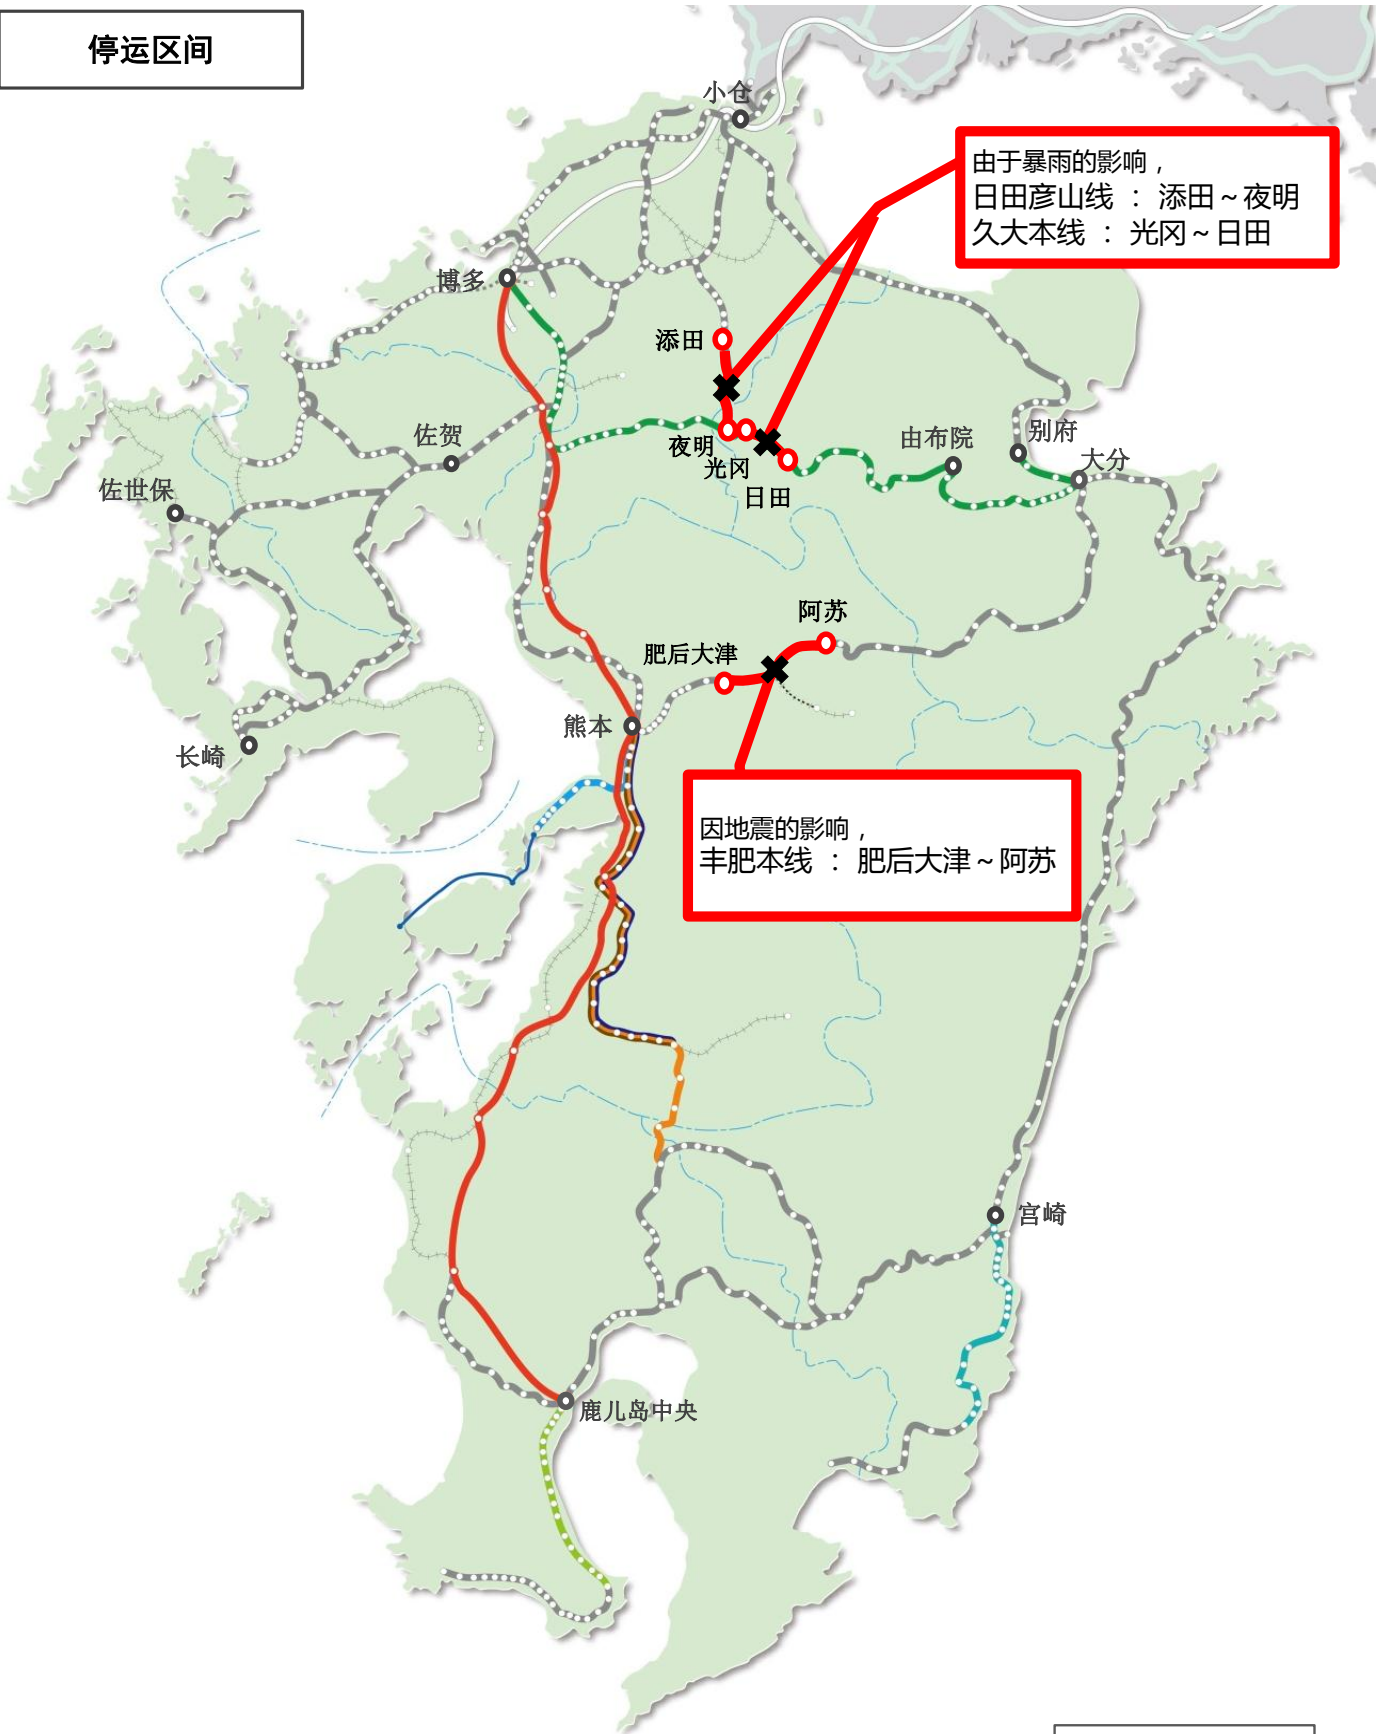 停运区间
小仓
由于暴雨的影响，
日田彦山线 ： 添田～夜明
久大本线 ： 光冈～日田
博多
添田
佐贺
夜明
光冈
日田
由布院
别府
大分
佐世保
阿苏
肥后大津
熊本
长崎
因地震的影响，
丰肥本线 ： 肥后大津～阿苏
宫崎
鹿儿岛中央